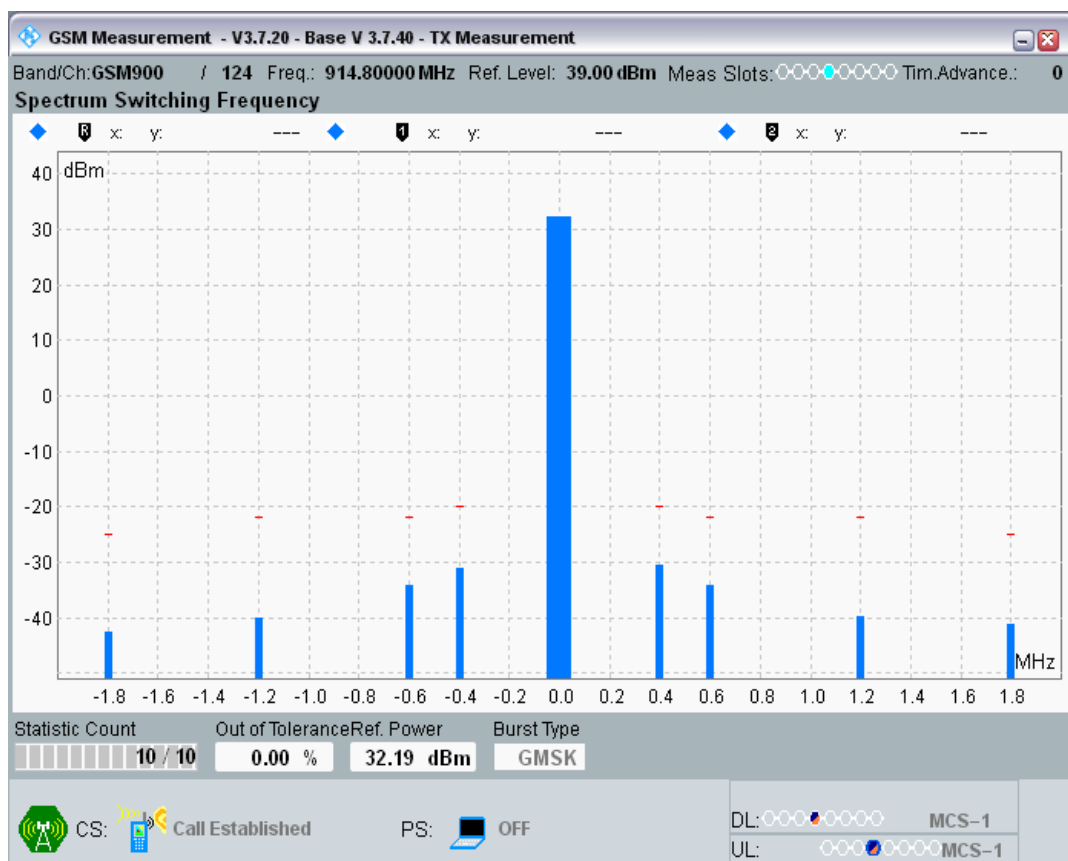 GSM Measurement - V3.7.20 - Base V 3.7.40 - TX Measurement
Band/Ch:GSM900 / 124 Freq.: 914.80000 MHz Ref. Level: 39.00 dBm Meas Slots: Tim.Advance.: 0
Spectrum Switching Frequency
R x: y: --- 1 x: y: --- 2 x: y: ---
dBm
40
30
20
10
0
-10
-20
-30
-40
MHz
-1.8 -1.6 -1.4 -1.2 -1.0 -0.8 -0.6 -0.4 -0.2 0.0 0.2 0.4 0.6 0.8 1.0 1.2 1.4 1.6 1.8
Statistic Count Out of Tolerance Ref. Power Burst Type
10 / 10 0.00 % 32.19 dBm GMSK
CS: Call Established PS: OFF
DL: MCS-1
UL: MCS-1